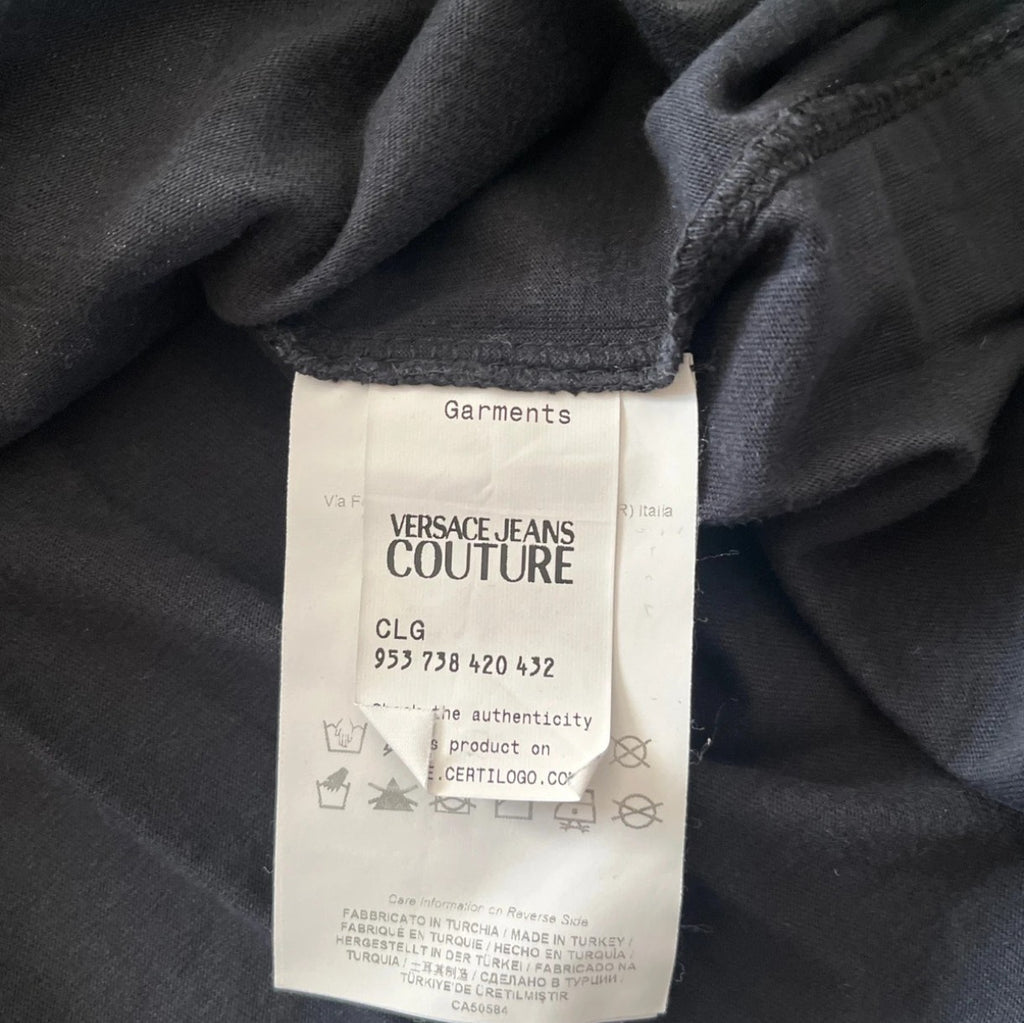 Garments
Via F
R) Italia
VERSACE JEANS
COUTURE
CLG
953 738 420 432
the authenticity
product on
.CERTILOGO.CO
Care Information on Reverse Side
FABBRICATO IN TURCHIA / MADE IN TURKEY /
FABRIQUÉ EN TURQUIE / HECHO EN TURQUÍA /
HERGESTELLT IN DER TÜRKEI / FABRICADO NA
TURQUIA / 土耳其制造 / СДЕЛАНО В ТУРЦИИ /
TÜRKİYE'DE ÜRETİLMİŞTİR
CA50584